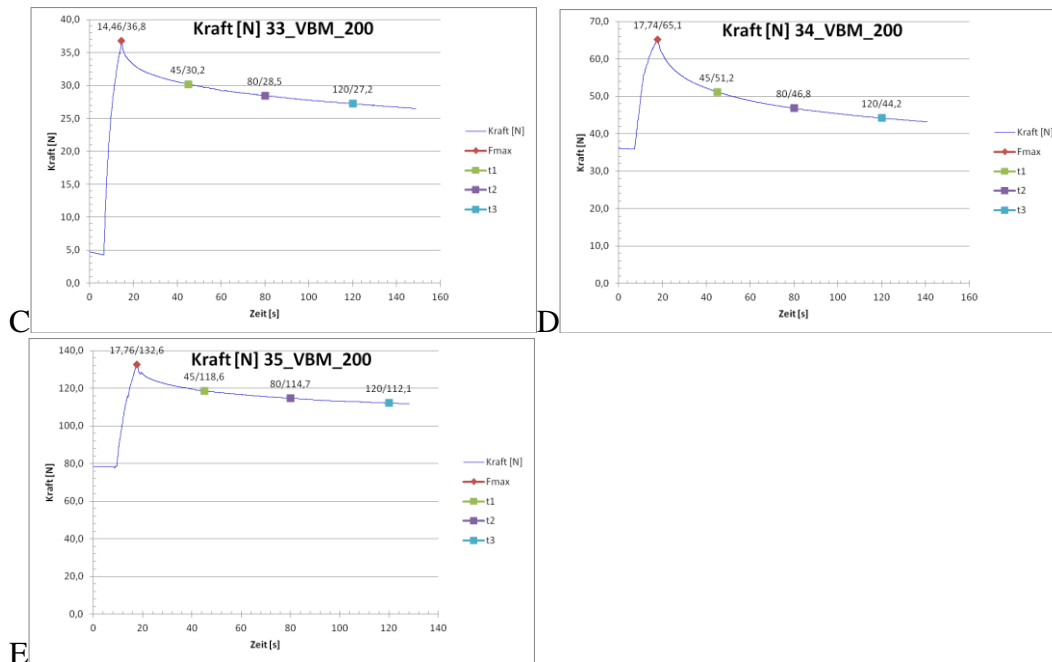 Kraft [N] 33_VBM_200
14,46/36,8
45/30,2
80/28,5
120/27,2
40,0
35,0
30,0
25,0
20,0
15,0
10,0
5,0
0,0
Kraft [N]
0 20 40 60 80 100 120 140 160
Zeit [s]
Kraft [N]
Fmax
t1
t2
t3
C
Kraft [N] 34_VBM_200
17,74/65,1
45/51,2
80/46,8
120/44,2
70,0
60,0
50,0
40,0
30,0
20,0
10,0
0,0
Kraft [N]
0 20 40 60 80 100 120 140 160
Zeit [s]
Kraft [N]
Fmax
t1
t2
t3
D
Kraft [N] 35_VBM_200
17,76/132,6
45/118,6
80/114,7
120/112,1
140,0
120,0
100,0
80,0
60,0
40,0
20,0
0,0
Kraft [N]
0 20 40 60 80 100 120 140
Zeit [s]
Kraft [N]
Fmax
t1
t2
t3
E